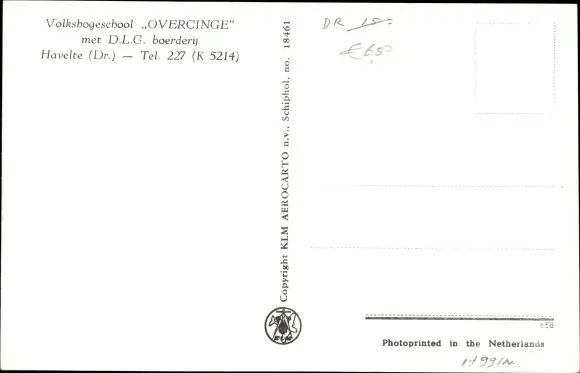 Volkshogeschool „OVERCINGE"
met D.L.G. boerderij
Havelte (Dr.) — Tel. 227 (K 5214)
Copyright KLM AEROCARTO n.v., Schiphol, no. 18461
DR
€ 6,50
658
Photoprinted in the Netherlands